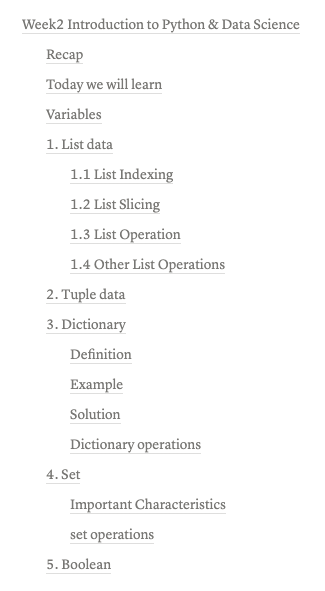 Week2 Introduction to Python & Data Science
Recap
Today we will learn
Variables
1. List data
1.1 List Indexing
1.2 List Slicing
1.3 List Operation
1.4 Other List Operations
2. Tuple data
3. Dictionary
Definition
Example
Solution
Dictionary operations
4. Set
Important Characteristics
set operations
5. Boolean